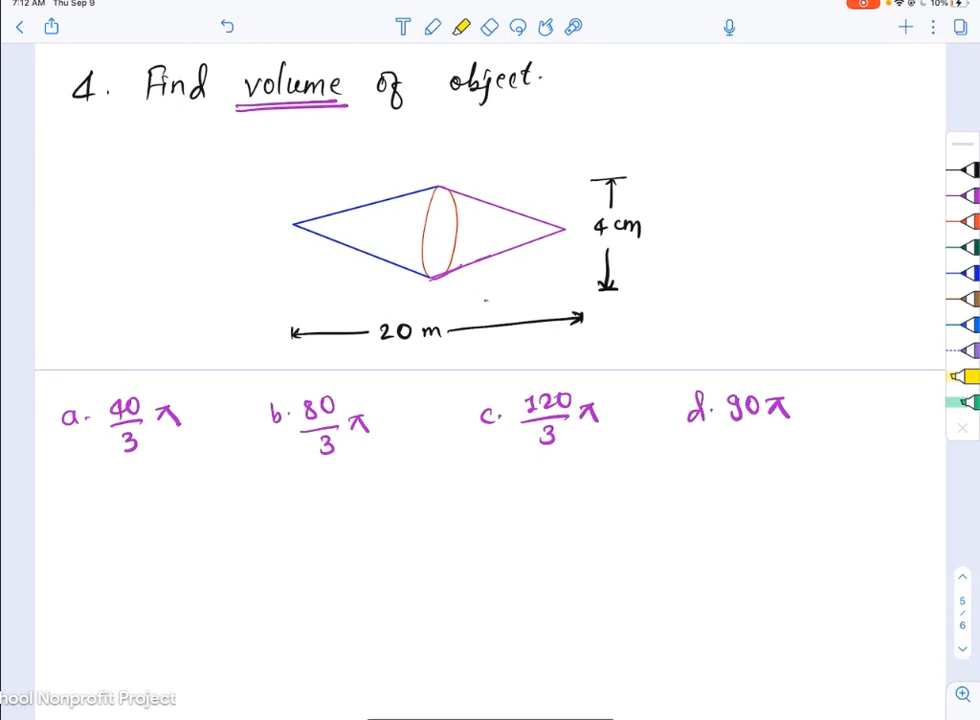 7:12 AM Thu Sep 9
10%
4. Find volume of object.
4 cm
20 m
a. 40/3 π b. 80/3 π c. 120/3 π d. 90π
5
/
6
hool Nonprofit Project